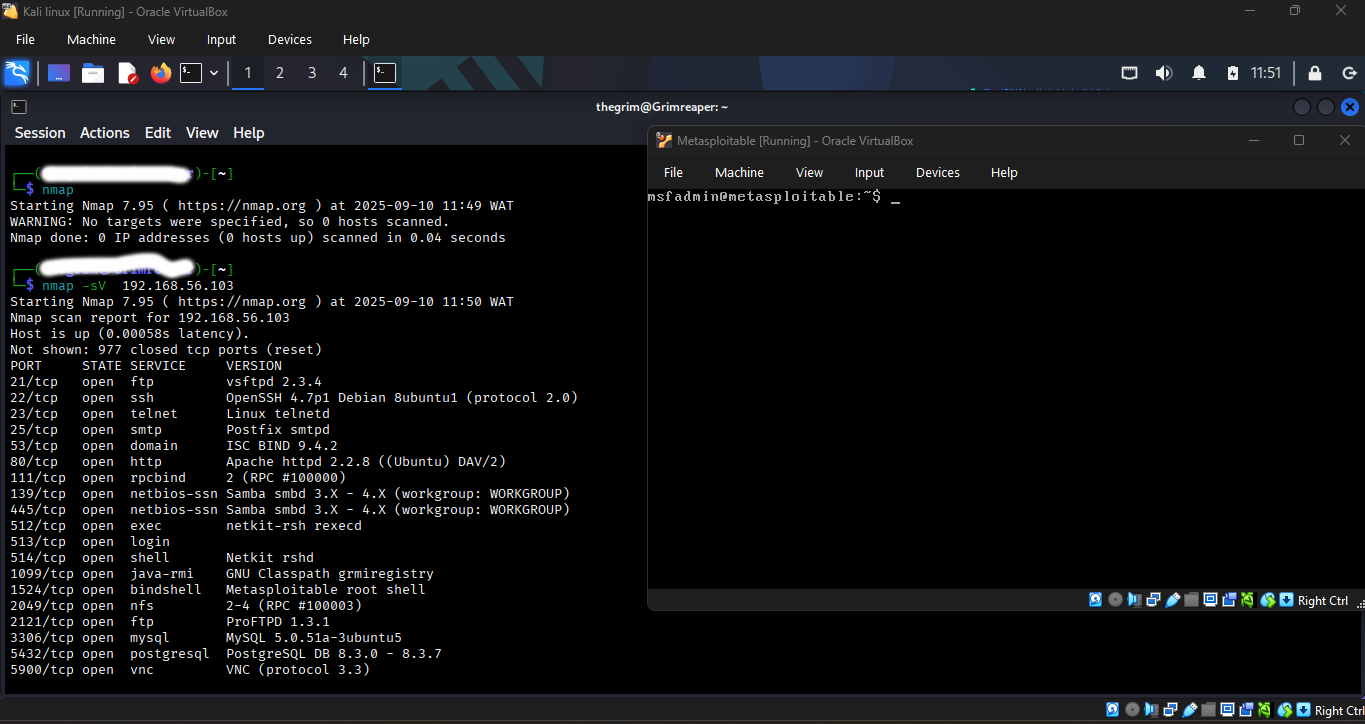 Kali linux [Running] - Oracle VirtualBox
File Machine View Input Devices Help
1 2 3 4 11:51
thegrim@Grimreaper: ~
Session Actions Edit View Help
-[~]
$ nmap
Starting Nmap 7.95 ( https://nmap.org ) at 2025-09-10 11:49 WAT
WARNING: No targets were specified, so 0 hosts scanned.
Nmap done: 0 IP addresses (0 hosts up) scanned in 0.04 seconds
-[~]
$ nmap -sV 192.168.56.103
Starting Nmap 7.95 ( https://nmap.org ) at 2025-09-10 11:50 WAT
Nmap scan report for 192.168.56.103
Host is up (0.00058s latency).
Not shown: 977 closed tcp ports (reset)
PORT STATE SERVICE VERSION
21/tcp open ftp vsftpd 2.3.4
22/tcp open ssh OpenSSH 4.7p1 Debian 8ubuntu1 (protocol 2.0)
23/tcp open telnet Linux telnetd
25/tcp open smtp Postfix smtpd
53/tcp open domain ISC BIND 9.4.2
80/tcp open http Apache httpd 2.2.8 ((Ubuntu) DAV/2)
111/tcp open rpcbind 2 (RPC #100000)
139/tcp open netbios-ssn Samba smbd 3.X - 4.X (workgroup: WORKGROUP)
445/tcp open netbios-ssn Samba smbd 3.X - 4.X (workgroup: WORKGROUP)
512/tcp open exec netkit-rsh rexecd
513/tcp open login
514/tcp open shell Netkit rshd
1099/tcp open java-rmi GNU Classpath grmiregistry
1524/tcp open bindshell Metasploitable root shell
2049/tcp open nfs 2-4 (RPC #100003)
2121/tcp open ftp ProFTPD 1.3.1
3306/tcp open mysql MySQL 5.0.51a-3ubuntu5
5432/tcp open postgresql PostgreSQL DB 8.3.0 - 8.3.7
5900/tcp open vnc VNC (protocol 3.3)
Metasploitable [Running] - Oracle VirtualBox
File Machine View Input Devices Help
msfadmin@metasploitable:~$ _
Right Ctrl
Right Ctrl